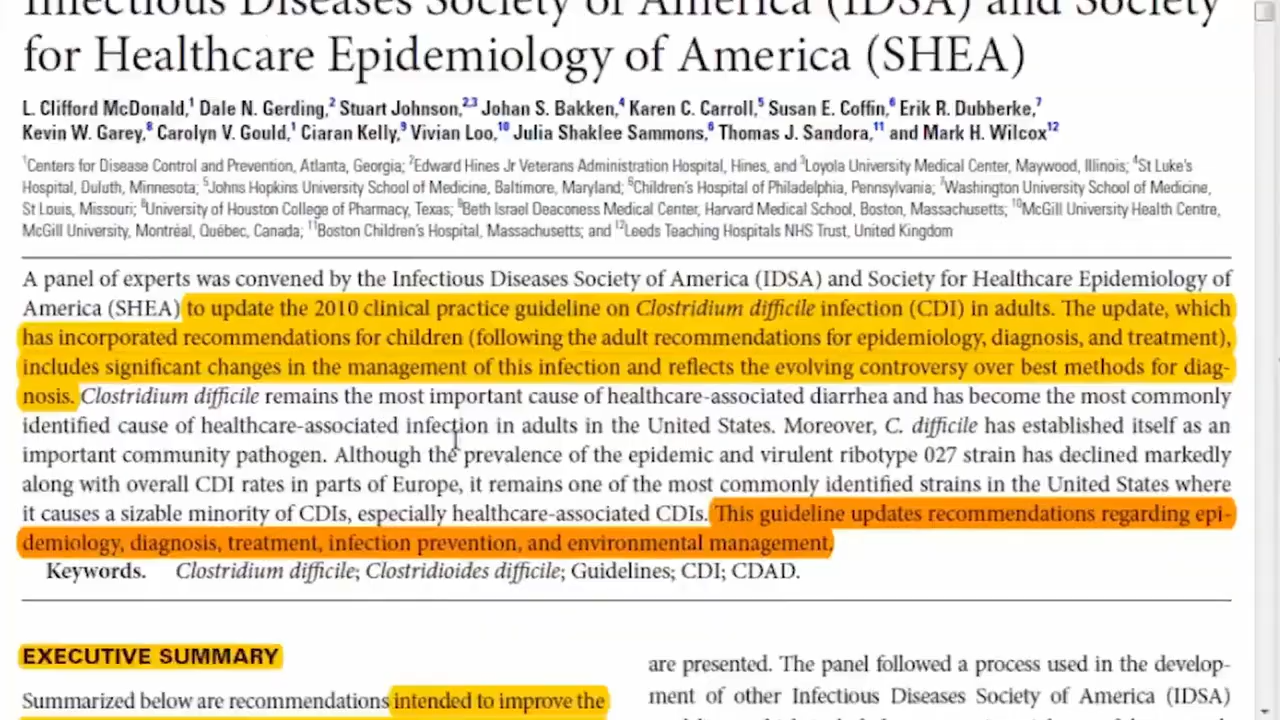 Infectious Diseases Society of America (IDSA) and Society
for Healthcare Epidemiology of America (SHEA)
L. Clifford McDonald,¹ Dale N. Gerding,² Stuart Johnson,²,³ Johan S. Bakken,⁴ Karen C. Carroll,⁵ Susan E. Coffin,⁶ Erik R. Dubberke,⁷
Kevin W. Garey,⁸ Carolyn V. Gould,¹ Ciaran Kelly,⁹ Vivian Loo,¹⁰ Julia Shaklee Sammons,⁶ Thomas J. Sandora,¹¹ and Mark H. Wilcox¹²
¹Centers for Disease Control and Prevention, Atlanta, Georgia; ²Edward Hines Jr Veterans Administration Hospital, Hines, and ³Loyola University Medical Center, Maywood, Illinois; ⁴St Luke's
Hospital, Duluth, Minnesota; ⁵Johns Hopkins University School of Medicine, Baltimore, Maryland; ⁶Children's Hospital of Philadelphia, Pennsylvania; ⁷Washington University School of Medicine,
St Louis, Missouri; ⁸University of Houston College of Pharmacy, Texas; ⁹Beth Israel Deaconess Medical Center, Harvard Medical School, Boston, Massachusetts; ¹⁰McGill University Health Centre,
McGill University, Montréal, Québec, Canada; ¹¹Boston Children's Hospital, Massachusetts; and ¹²Leeds Teaching Hospitals NHS Trust, United Kingdom
A panel of experts was convened by the Infectious Diseases Society of America (IDSA) and Society for Healthcare Epidemiology of
America (SHEA) to update the 2010 clinical practice guideline on Clostridium difficile infection (CDI) in adults. The update, which
has incorporated recommendations for children (following the adult recommendations for epidemiology, diagnosis, and treatment),
includes significant changes in the management of this infection and reflects the evolving controversy over best methods for diag-
nosis. Clostridium difficile remains the most important cause of healthcare-associated diarrhea and has become the most commonly
identified cause of healthcare-associated infection in adults in the United States. Moreover, C. difficile has established itself as an
important community pathogen. Although the prevalence of the epidemic and virulent ribotype 027 strain has declined markedly
along with overall CDI rates in parts of Europe, it remains one of the most commonly identified strains in the United States where
it causes a sizable minority of CDIs, especially healthcare-associated CDIs. This guideline updates recommendations regarding epi-
demiology, diagnosis, treatment, infection prevention, and environmental management.
Keywords. Clostridium difficile; Clostridioides difficile; Guidelines; CDI; CDAD.
EXECUTIVE SUMMARY
Summarized below are recommendations intended to improve the
are presented. The panel followed a process used in the develop-
ment of other Infectious Diseases Society of America (IDSA)